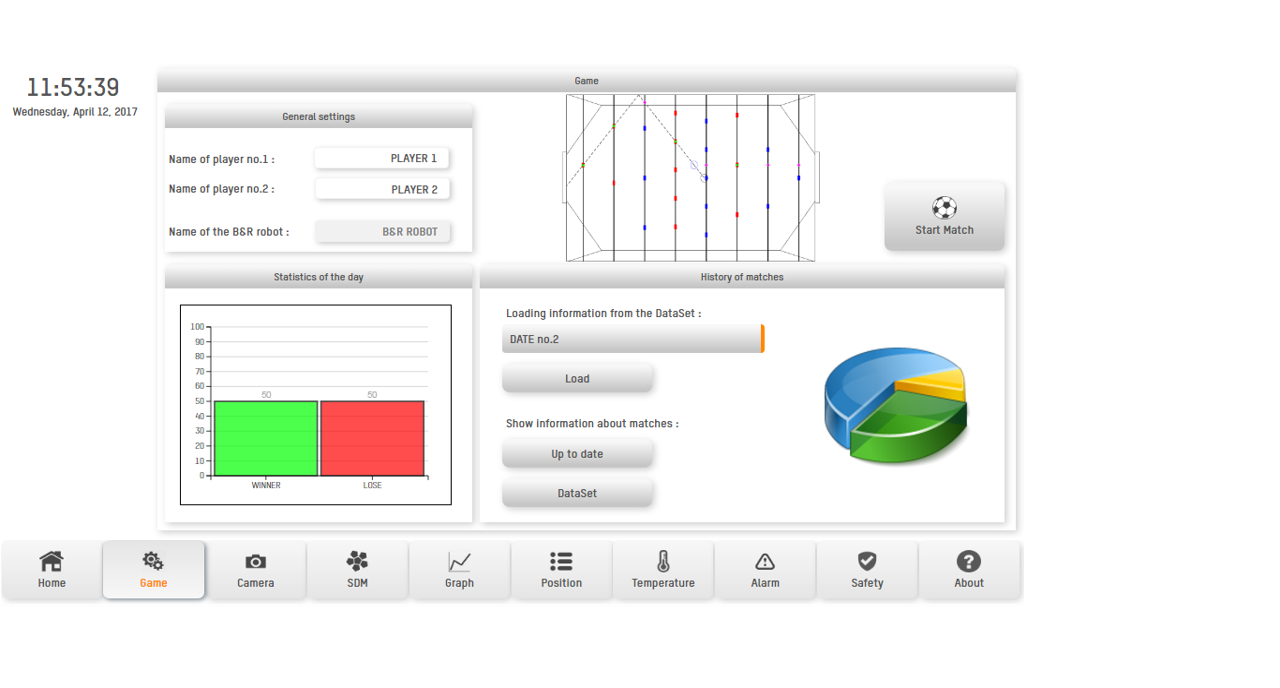 11:53:39
Wednesday, April 12, 2017
Game
General settings
Name of player no.1 :
PLAYER 1
Name of player no.2 :
PLAYER 2
Name of the B&R robot :
B&R ROBOT
Start Match
Statistics of the day
100
90
80
70
60
50
40
30
20
10
0
50
50
WINNER
LOSE
History of matches
Loading information from the DataSet :
DATE no.2
Load
Show information about matches :
Up to date
DataSet
Home
Game
Camera
SDM
Graph
Position
Temperature
Alarm
Safety
About